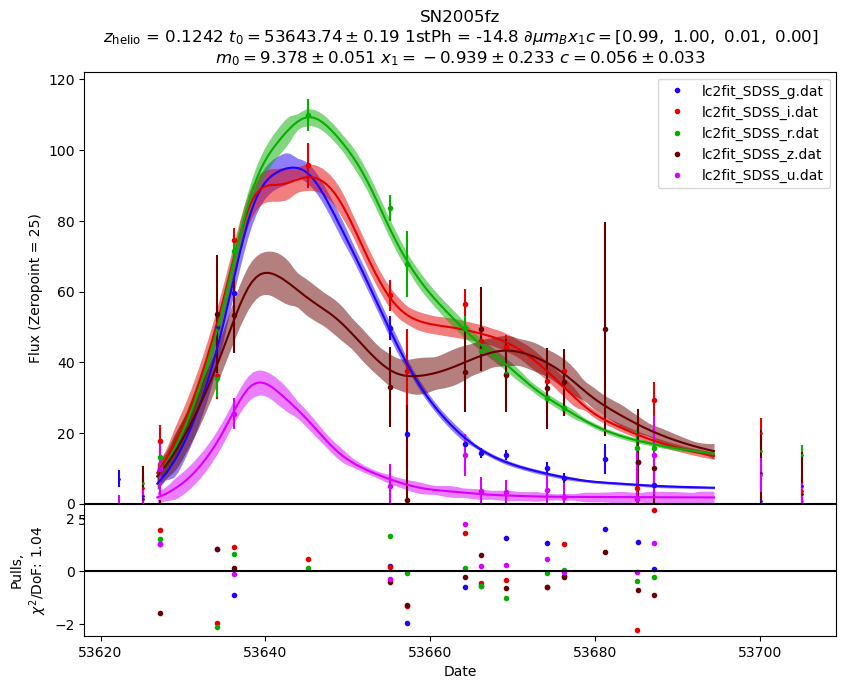 SN2005fz
z_helio = 0.1242 t_0 = 53643.74 ± 0.19 1stPh = -14.8 ∂μm_Bx_1c = [0.99, 1.00, 0.01, 0.00]
m_0 = 9.378 ± 0.051 x_1 = −0.939 ± 0.233 c = 0.056 ± 0.033
120
100
80
60
40
20
0
Flux (Zeropoint = 25)
lc2fit_SDSS_g.dat
lc2fit_SDSS_i.dat
lc2fit_SDSS_r.dat
lc2fit_SDSS_z.dat
lc2fit_SDSS_u.dat
2
0
−2
Pulls,
χ²/DoF: 1.04
53620
53640
53660
53680
53700
Date